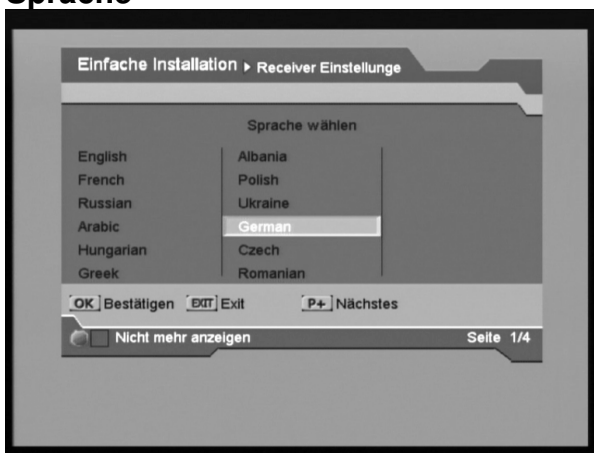 Sprache
Einfache Installation ▸ Receiver Einstellunge
Sprache wählen
English
French
Russian
Arabic
Hungarian
Greek
Albania
Polish
Ukraine
German
Czech
Romanian
OK Bestätigen EXIT Exit P+ Nächstes
Nicht mehr anzeigen Seite 1/4